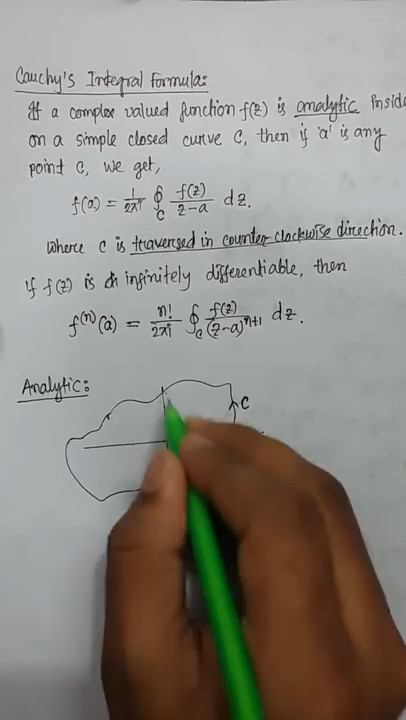 Cauchy's Integral Formula:
If a complex valued function f(z) is analytic inside
on a simple closed curve C, then if 'a' is any
point C, we get,
f(a) = 1/2πi ∮_C f(z)/z-a dz.
where c is traversed in counter clockwise direction.
If f(z) is infinitely differentiable, then
f^(n)(a) = n!/2πi ∮_C f(z)/(z-a)^n+1 dz.
Analytic:
C